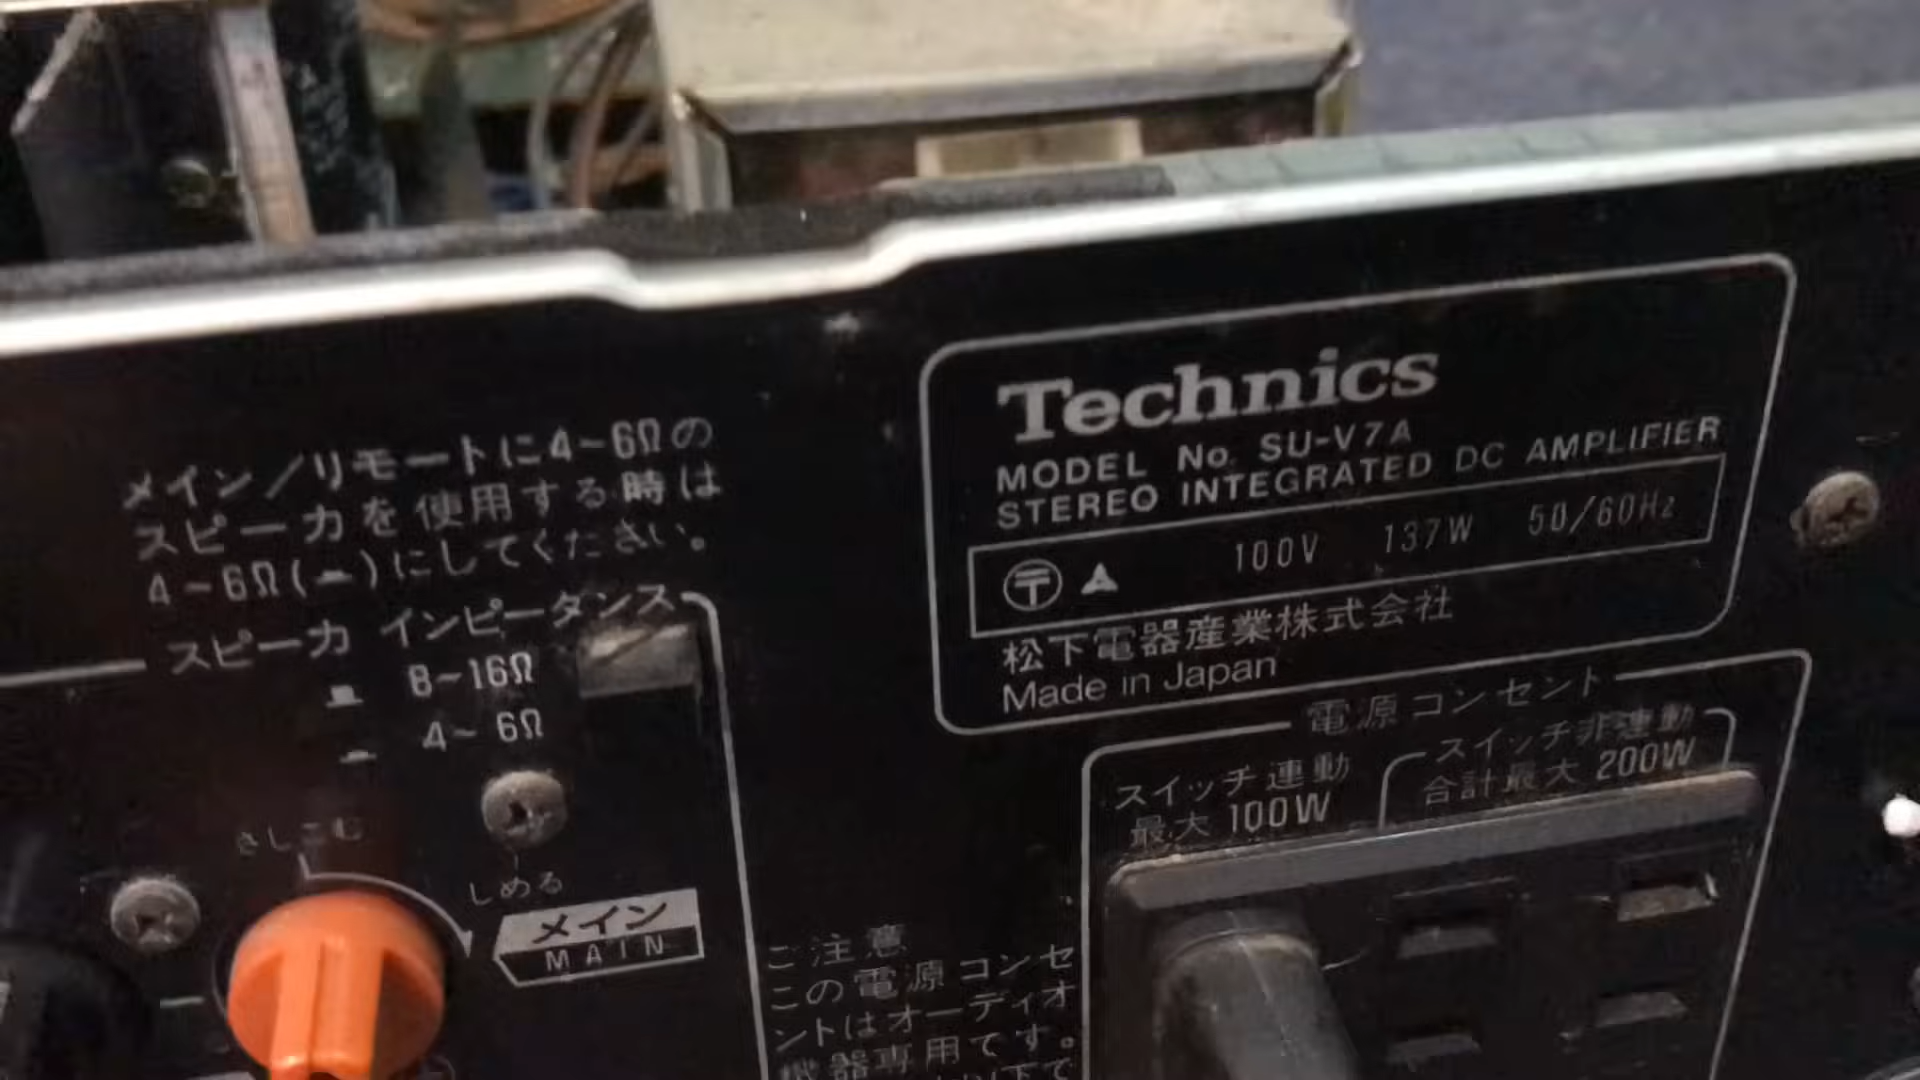 メイン/リモートに4~6Ωの
スピーカを使用する時は
4~6Ω(▂)にしてください。
スピーカ インピーダンス
8~16Ω
4~6Ω
さしこむ
しめる
メイン
MAIN
Technics
MODEL No. SU-V7A
STEREO INTEGRATED DC AMPLIFIER
〒 100V 137W 50/60Hz
松下電器産業株式会社
Made in Japan
電源コンセント
スイッチ連動
最大 100W
スイッチ非連動
合計最大 200W
ご注意
この電源コンセ
ントはオーディオ
機器専用です。
以下で